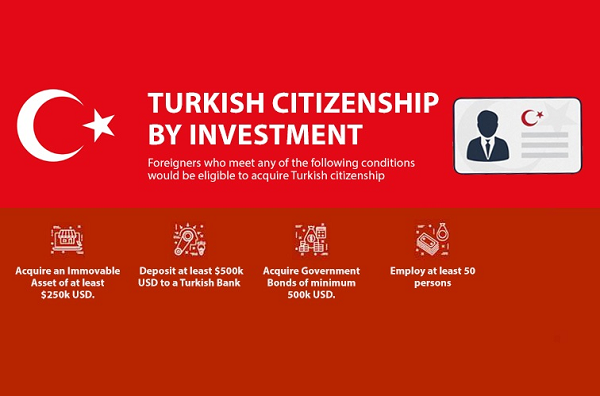 TURKISH CITIZENSHIP
BY INVESTMENT
Foreigners who meet any of the following conditions
would be eligible to acquire Turkish citizenship
Acquire an Immovable
Asset of at least
$250k USD.
Deposit at least $500k
USD to a Turkish Bank
Acquire Government
Bonds of minimum
500k USD.
Employ at least 50
persons